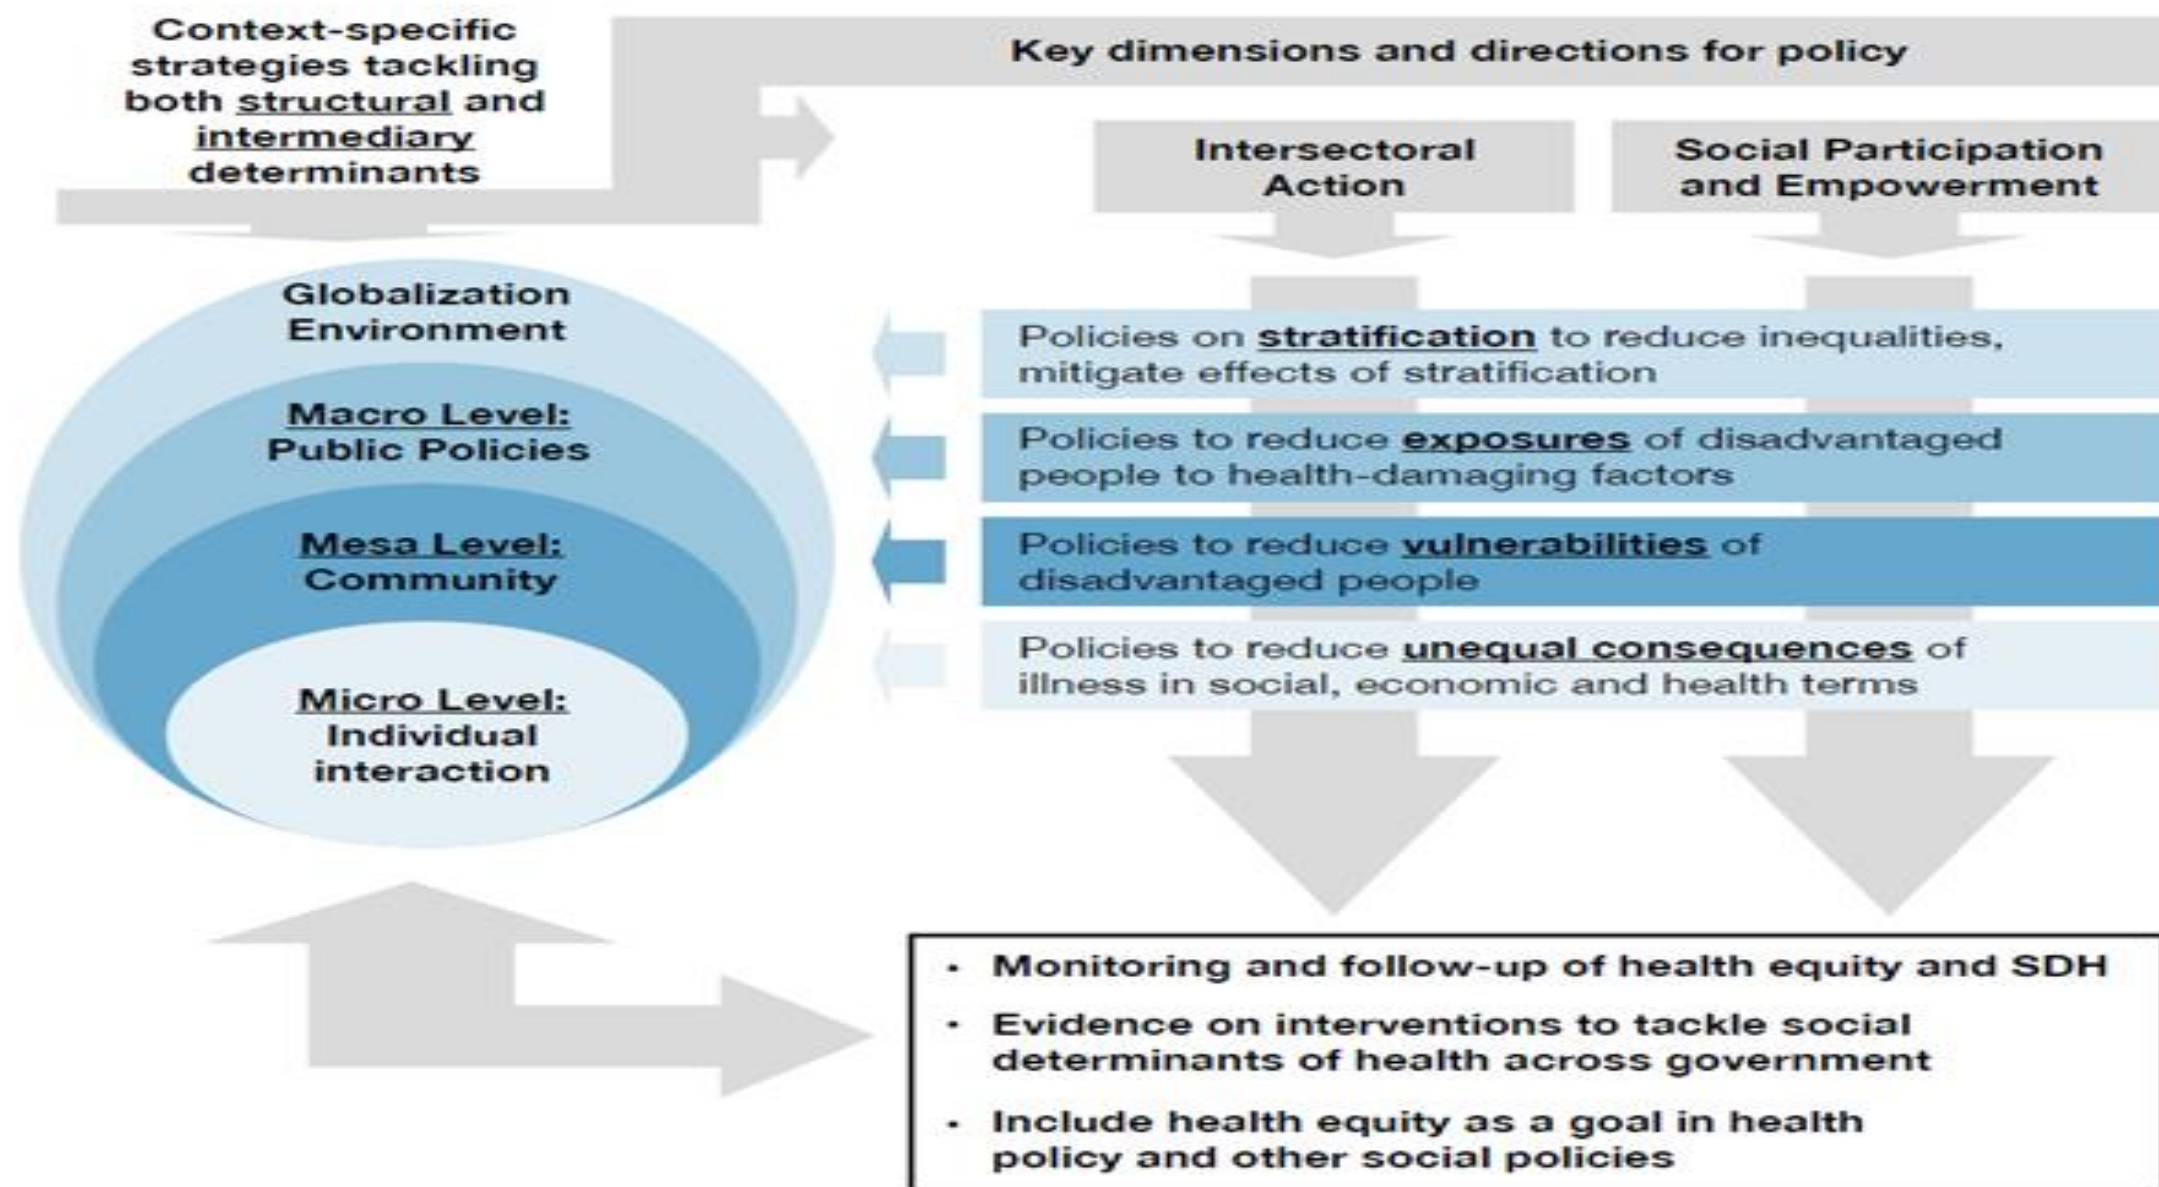 Context-specific
strategies tackling
both structural and
intermediary
determinants
Key dimensions and directions for policy
Intersectoral
Action
Social Participation
and Empowerment
Globalization
Environment
Macro Level:
Public Policies
Mesa Level:
Community
Micro Level:
Individual
interaction
Policies on stratification to reduce inequalities,
mitigate effects of stratification
Policies to reduce exposures of disadvantaged
people to health-damaging factors
Policies to reduce vulnerabilities of
disadvantaged people
Policies to reduce unequal consequences of
illness in social, economic and health terms
· Monitoring and follow-up of health equity and SDH
· Evidence on interventions to tackle social
determinants of health across government
· Include health equity as a goal in health
policy and other social policies